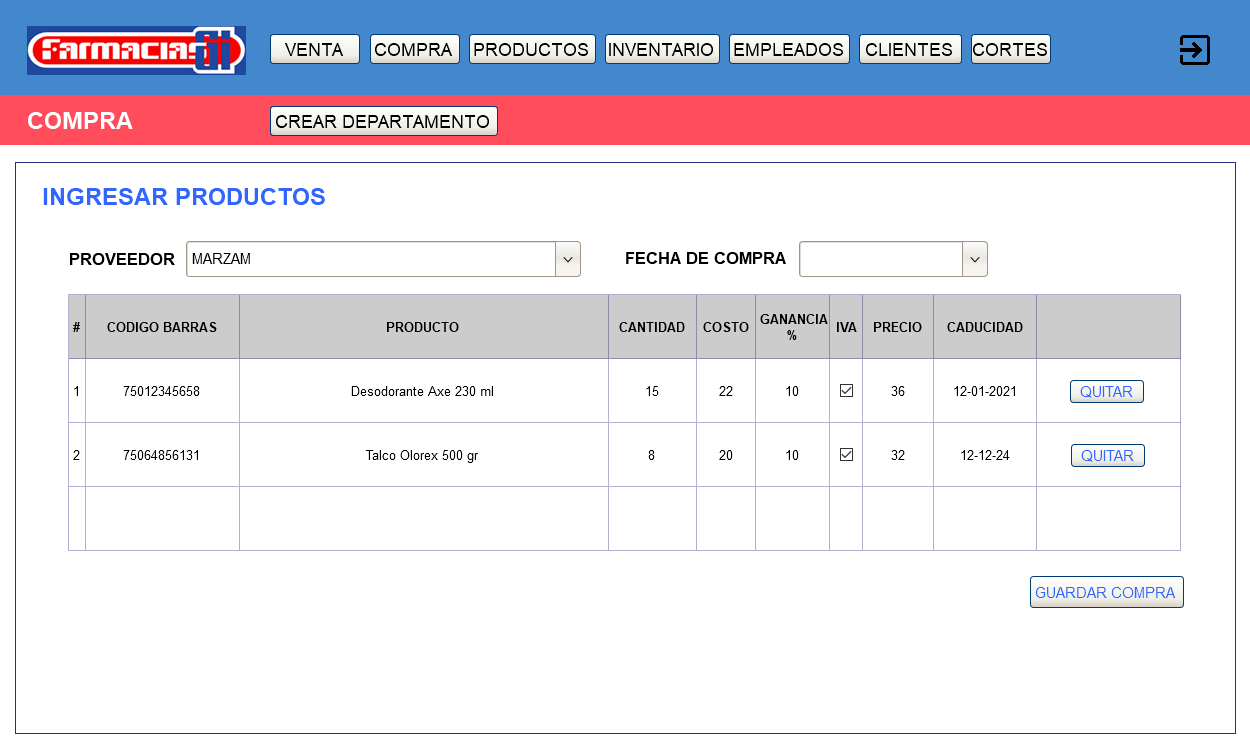 Farmacias GI VENTA COMPRA PRODUCTOS INVENTARIO EMPLEADOS CLIENTES CORTES
COMPRA CREAR DEPARTAMENTO
INGRESAR PRODUCTOS
PROVEEDOR MARZAM FECHA DE COMPRA
# CODIGO BARRAS PRODUCTO CANTIDAD COSTO GANANCIA % IVA PRECIO CADUCIDAD
1 75012345658 Desodorante Axe 230 ml 15 22 10 36 12-01-2021 QUITAR
2 75064856131 Talco Olorex 500 gr 8 20 10 32 12-12-24 QUITAR
GUARDAR COMPRA